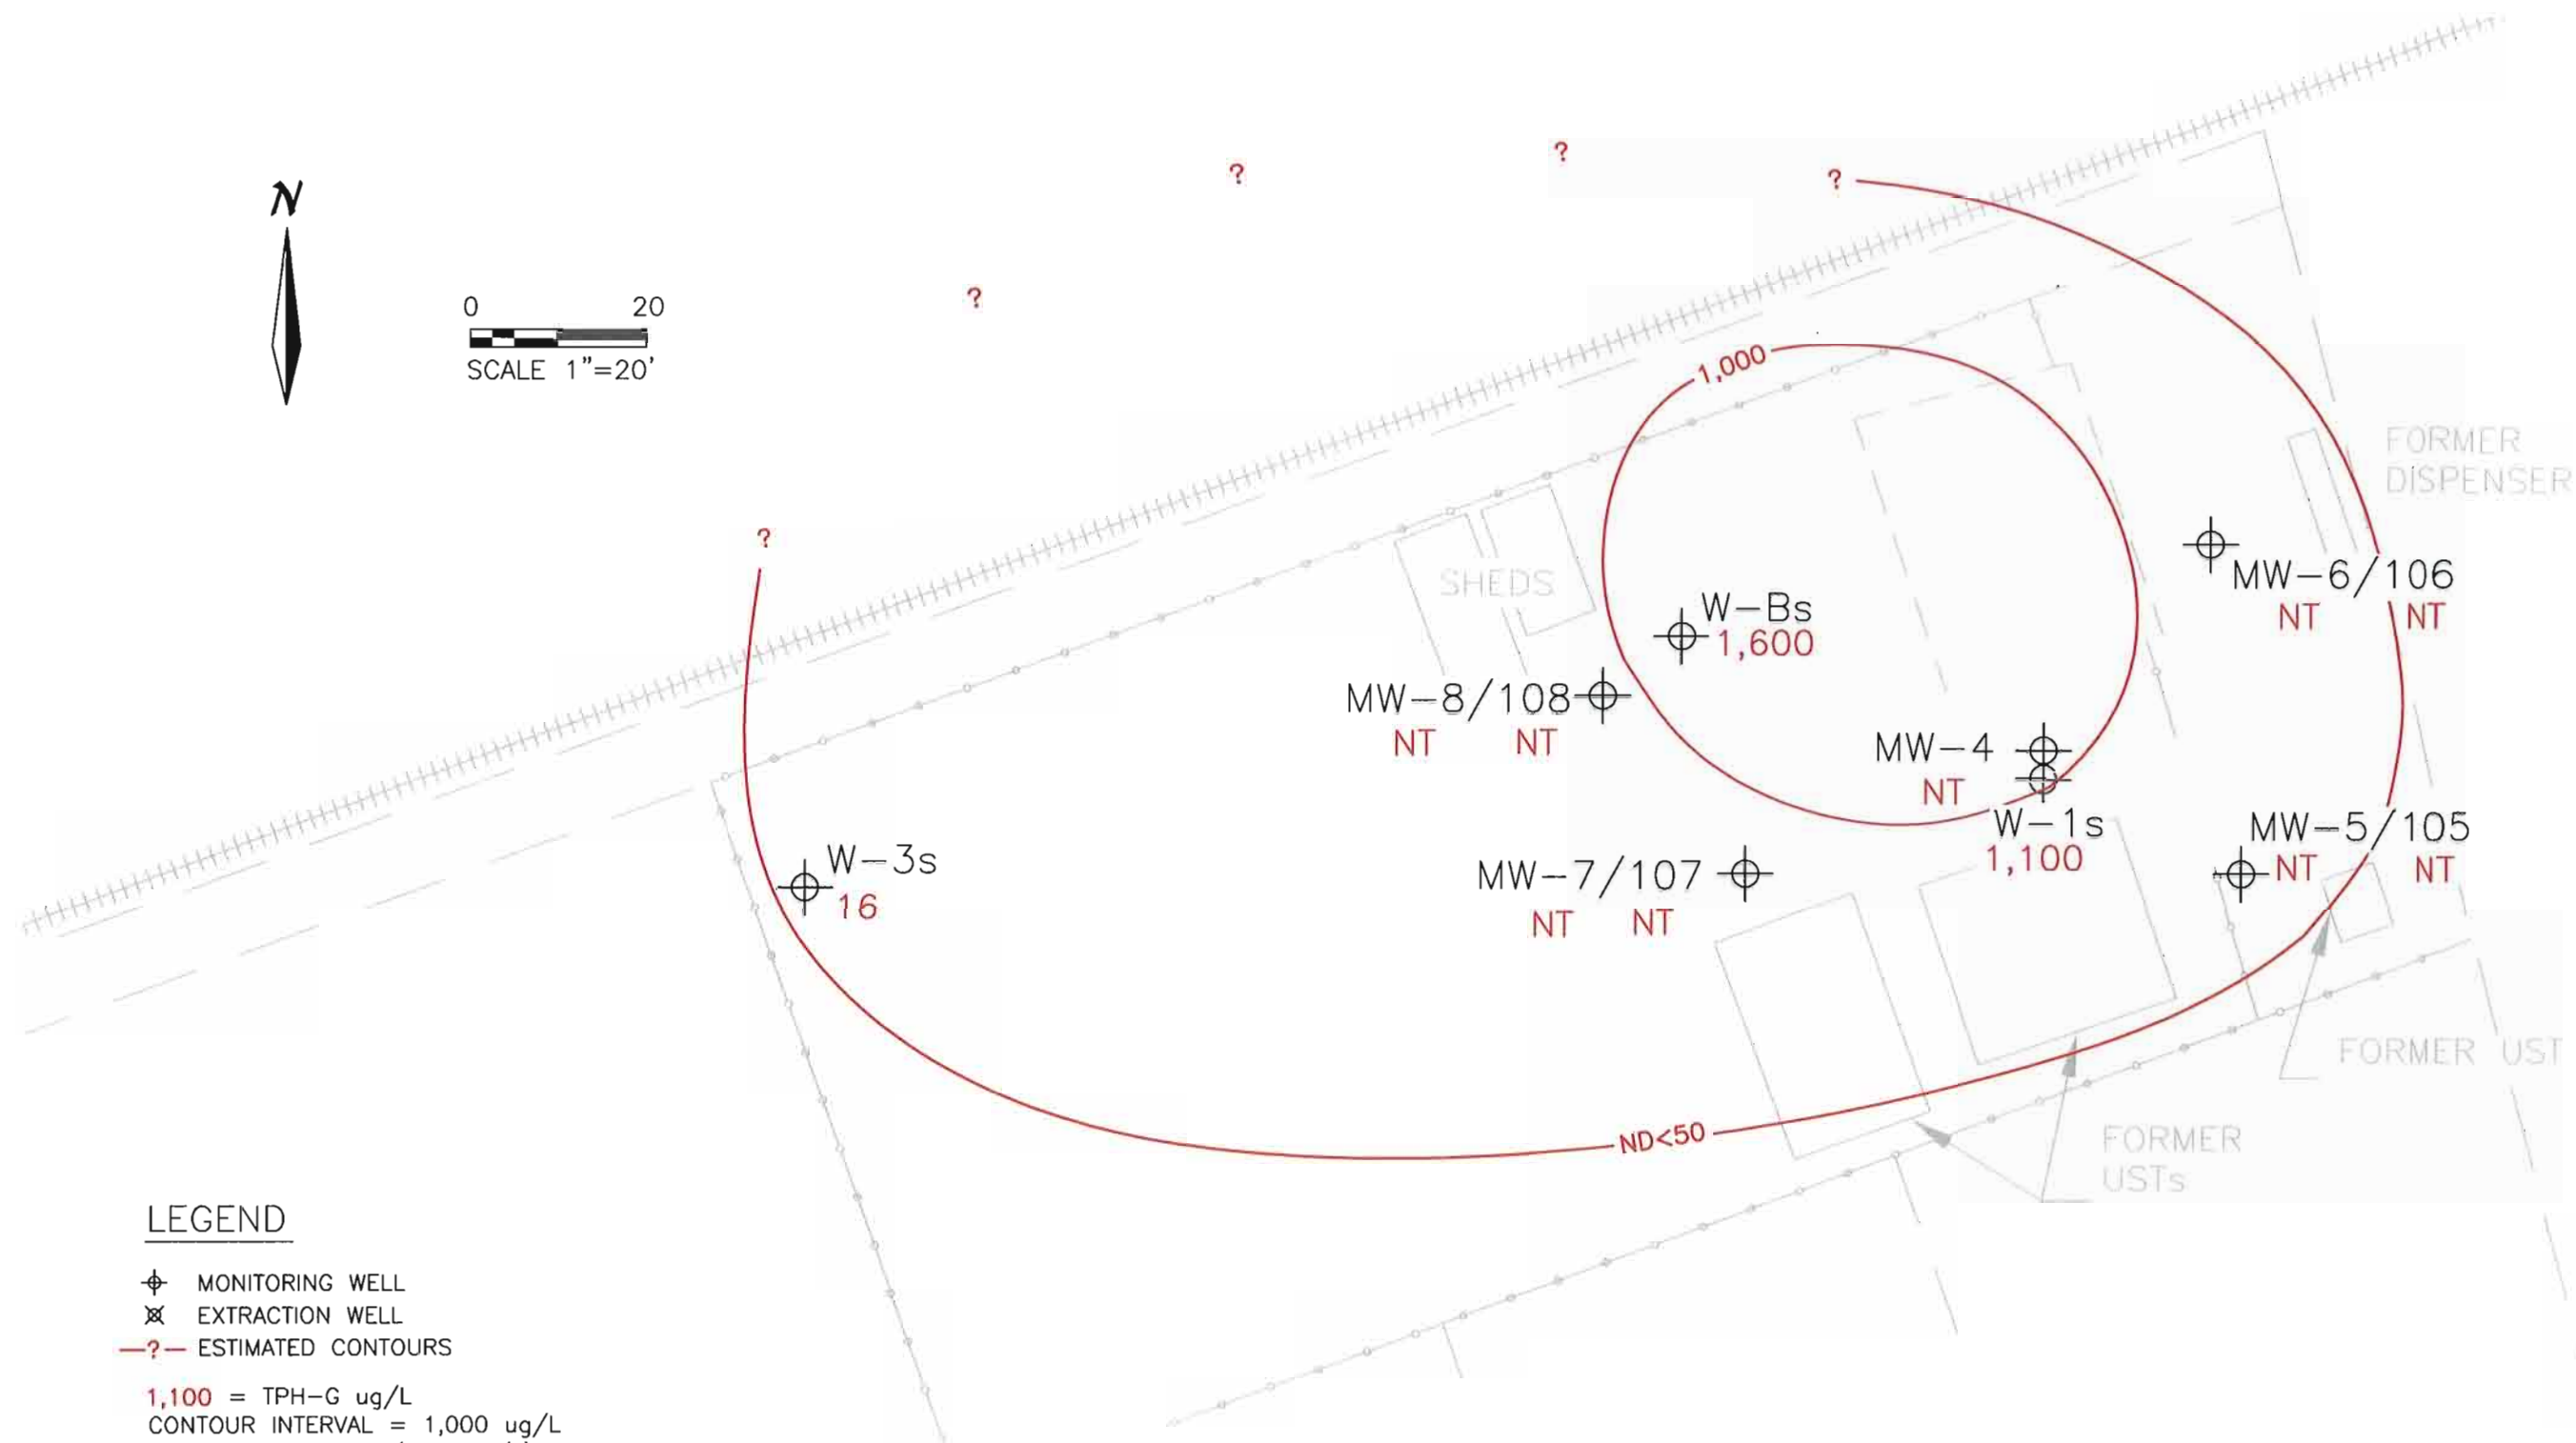 ?
?
?
N
?
0 20
SCALE 1"=20'
1,000
FORMER
DISPENSER
?
SHEDS
MW-6/106
NT NT
W-Bs
1,600
MW-8/108
NT NT
MW-4
NT
W-1s
1,100
MW-5/105
NT NT
W-3s
16
MW-7/107
NT NT
FORMER UST
ND<50
FORMER
USTs
LEGEND
MONITORING WELL
EXTRACTION WELL
—?— ESTIMATED CONTOURS
1,100 = TPH-G ug/L
CONTOUR INTERVAL = 1,000 ug/L